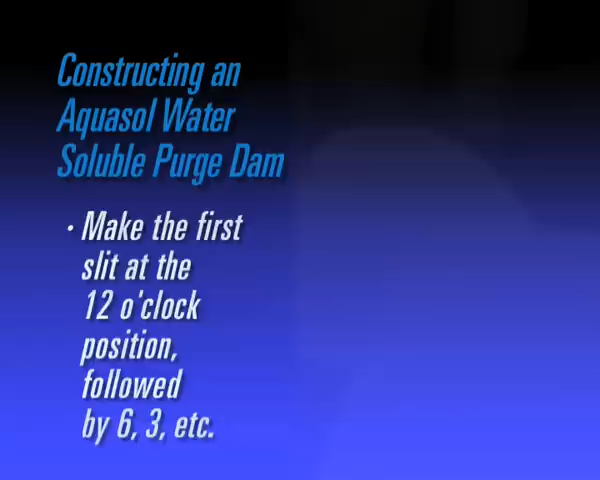 Constructing an
Aquasol Water
Soluble Purge Dam
· Make the first
slit at the
12 o'clock
position,
followed
by 6, 3, etc.